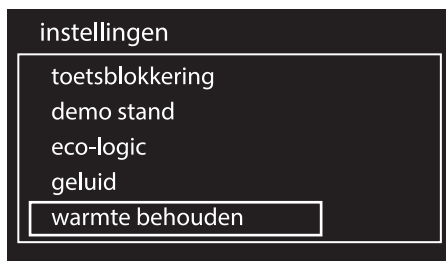 instellingen
toetsblokkering
demo stand
eco-logic
geluid
warmte behouden